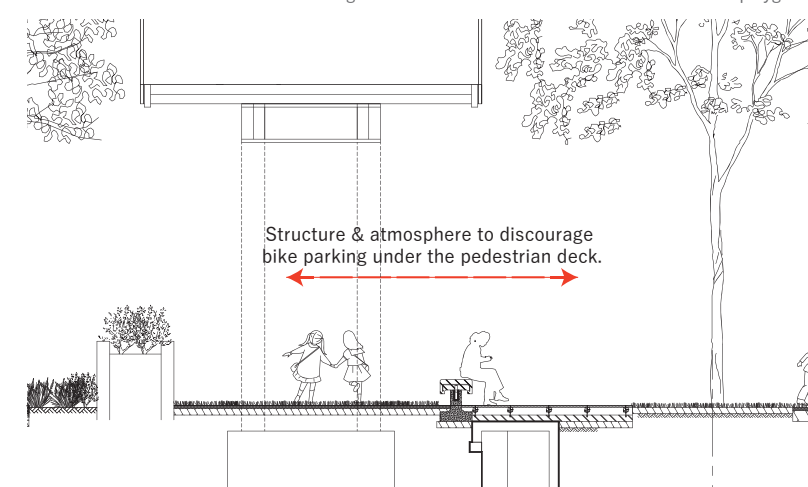 Structure & atmosphere to discourage
bike parking under the pedestrian deck.